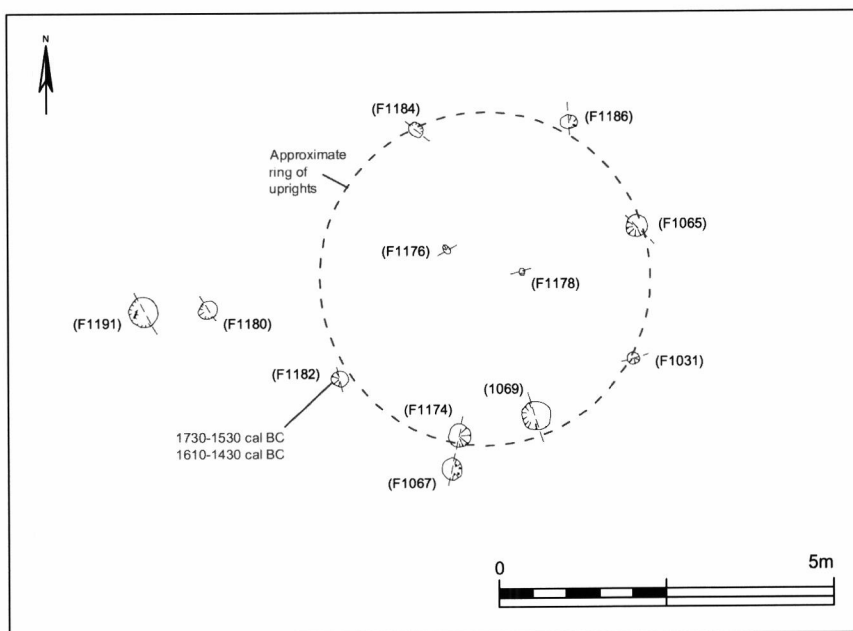 N
(F1184)
(F1186)
Approximate
ring of
uprights
(F1065)
(F1176)
(F1178)
(F1191)
(F1180)
(F1031)
(F1182)
(1069)
(F1174)
1730-1530 cal BC
1610-1430 cal BC
(F1067)
0
5m